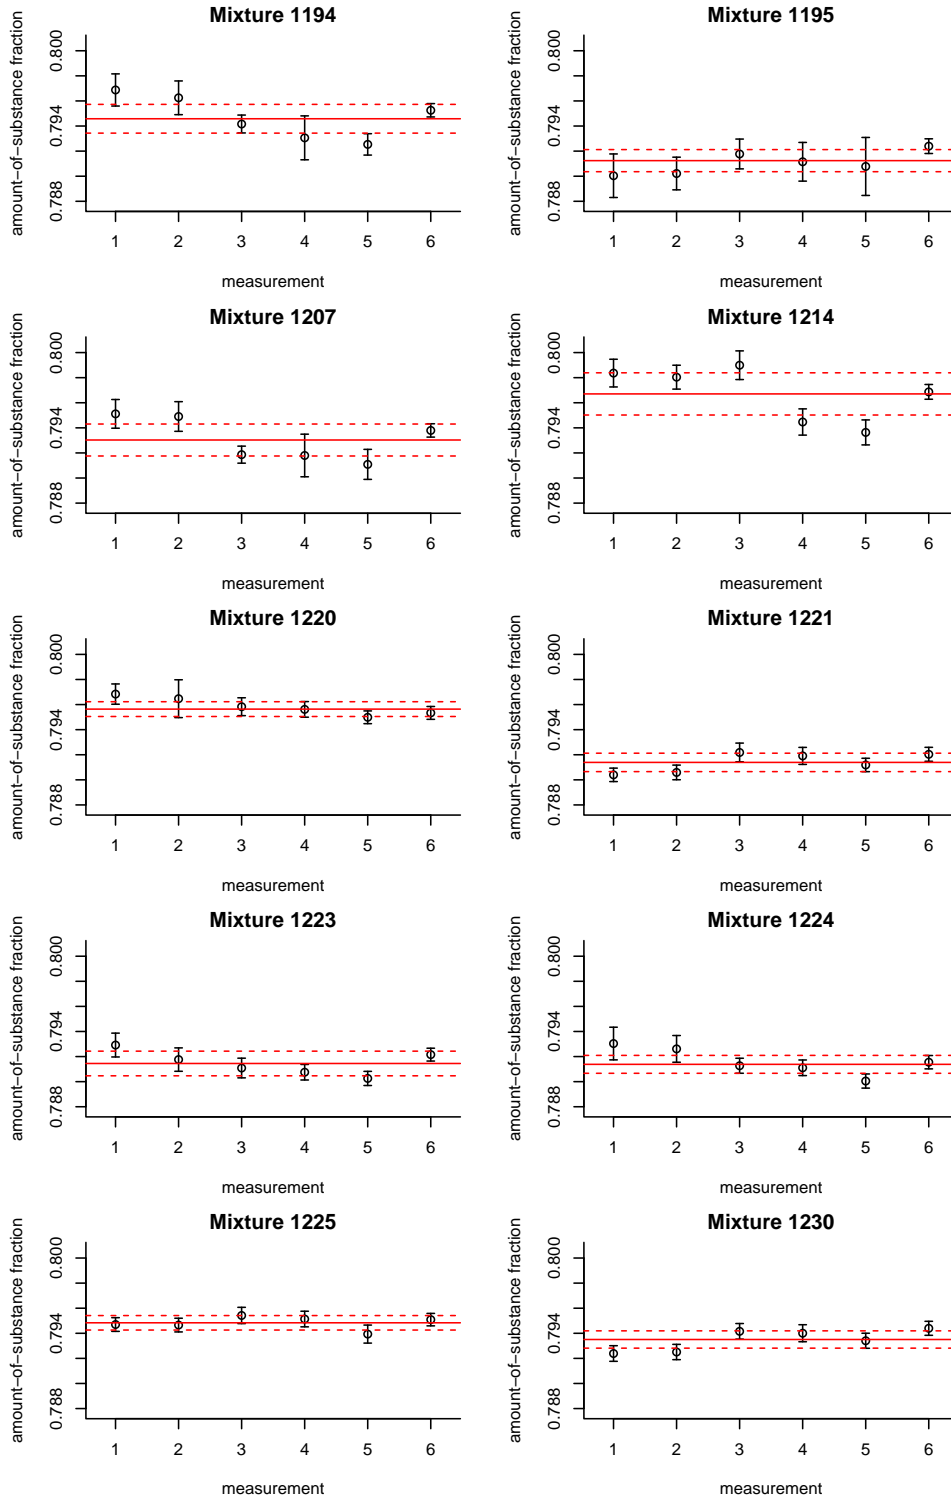 Mixture 1194
amount−of−substance fraction
0.800
0.794
0.788
1 2 3 4 5 6
measurement
Mixture 1195
amount−of−substance fraction
0.800
0.794
0.788
1 2 3 4 5 6
measurement
Mixture 1207
amount−of−substance fraction
0.800
0.794
0.788
1 2 3 4 5 6
measurement
Mixture 1214
amount−of−substance fraction
0.800
0.794
0.788
1 2 3 4 5 6
measurement
Mixture 1220
amount−of−substance fraction
0.800
0.794
0.788
1 2 3 4 5 6
measurement
Mixture 1221
amount−of−substance fraction
0.800
0.794
0.788
1 2 3 4 5 6
measurement
Mixture 1223
amount−of−substance fraction
0.800
0.794
0.788
1 2 3 4 5 6
measurement
Mixture 1224
amount−of−substance fraction
0.800
0.794
0.788
1 2 3 4 5 6
measurement
Mixture 1225
amount−of−substance fraction
0.800
0.794
0.788
1 2 3 4 5 6
measurement
Mixture 1230
amount−of−substance fraction
0.800
0.794
0.788
1 2 3 4 5 6
measurement